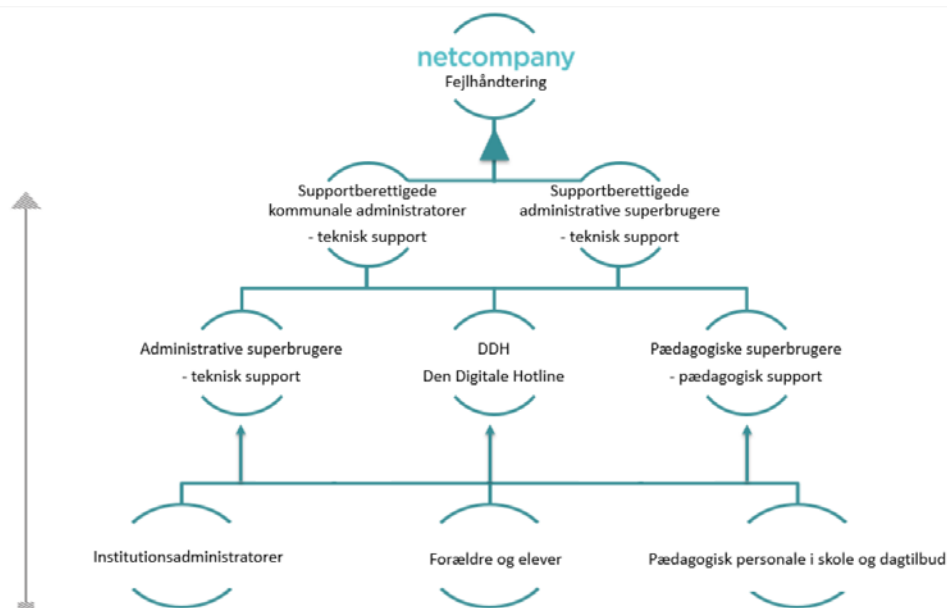 netcompany
Fejlhåndtering
Supportberettigede
kommunale administratorer
- teknisk support
Supportberettigede
administrative superbrugere
- teknisk support
Administrative superbrugere
- teknisk support
DDH
Den Digitale Hotline
Pædagogiske superbrugere
- pædagogisk support
Institutionsadministratorer
Forældre og elever
Pædagogisk personale i skole og dagtilbud